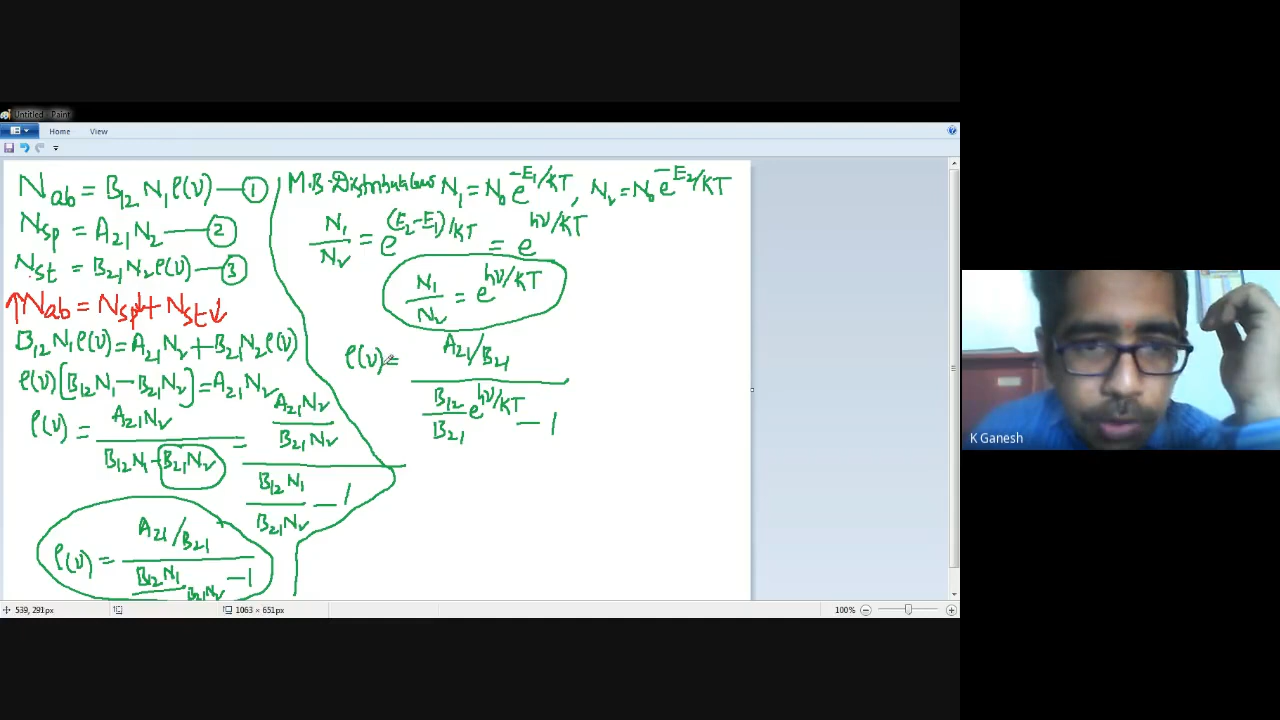 Untitled - Paint
Home View
N_ab = B_12 N_1 ρ(ν) — ①
N_sp = A_21 N_2 — ②
N_st = B_21 N_2 ρ(ν) — ③
↑N_ab = N_sp↓ + N_st↓
B_12 N_1 ρ(ν) = A_21 N_2 + B_21 N_2 ρ(ν)
ρ(ν)[B_12 N_1 − B_21 N_2] = A_21 N_2
ρ(ν) = A_21 N_2 / (B_12 N_1 − B_21 N_2) = (A_21 N_2 / B_21 N_2) / (B_12 N_1 / B_21 N_2 − 1)
ρ(ν) = (A_21/B_21) / (B_12 N_1 / B_21 N_2 − 1)
M.B-Distributions N_1 = N_0 e^(-E_1/KT), N_2 = N_0 e^(-E_2/KT)
N_1/N_2 = e^((E_2-E_1)/KT) = e^(hν/KT)
N_1/N_2 = e^(hν/KT)
ρ(ν) = (A_21/B_21) / ((B_12/B_21) e^(hν/KT) − 1)
K Ganesh
539, 291px
1063 × 651px
100%